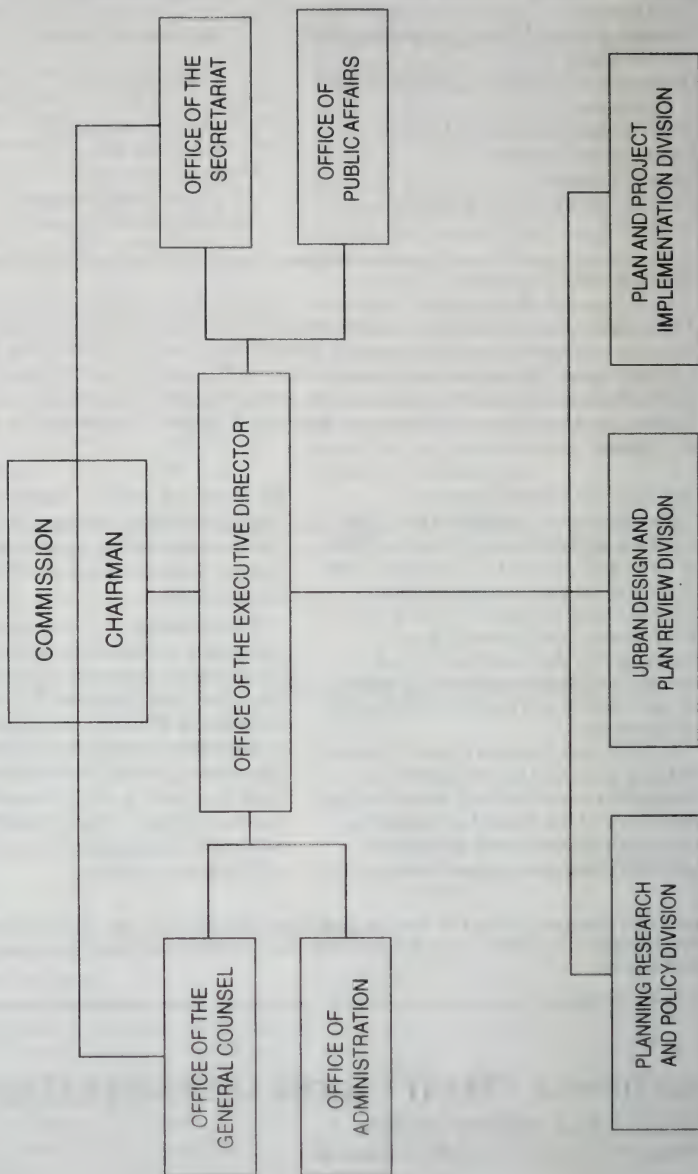 COMMISSION
CHAIRMAN
OFFICE OF THE EXECUTIVE DIRECTOR
OFFICE OF THE
GENERAL COUNSEL
OFFICE OF
ADMINISTRATION
OFFICE OF THE
SECRETARIAT
OFFICE OF
PUBLIC AFFAIRS
PLANNING RESEARCH
AND POLICY DIVISION
URBAN DESIGN AND
PLAN REVIEW DIVISION
PLAN AND PROJECT
IMPLEMENTATION DIVISION